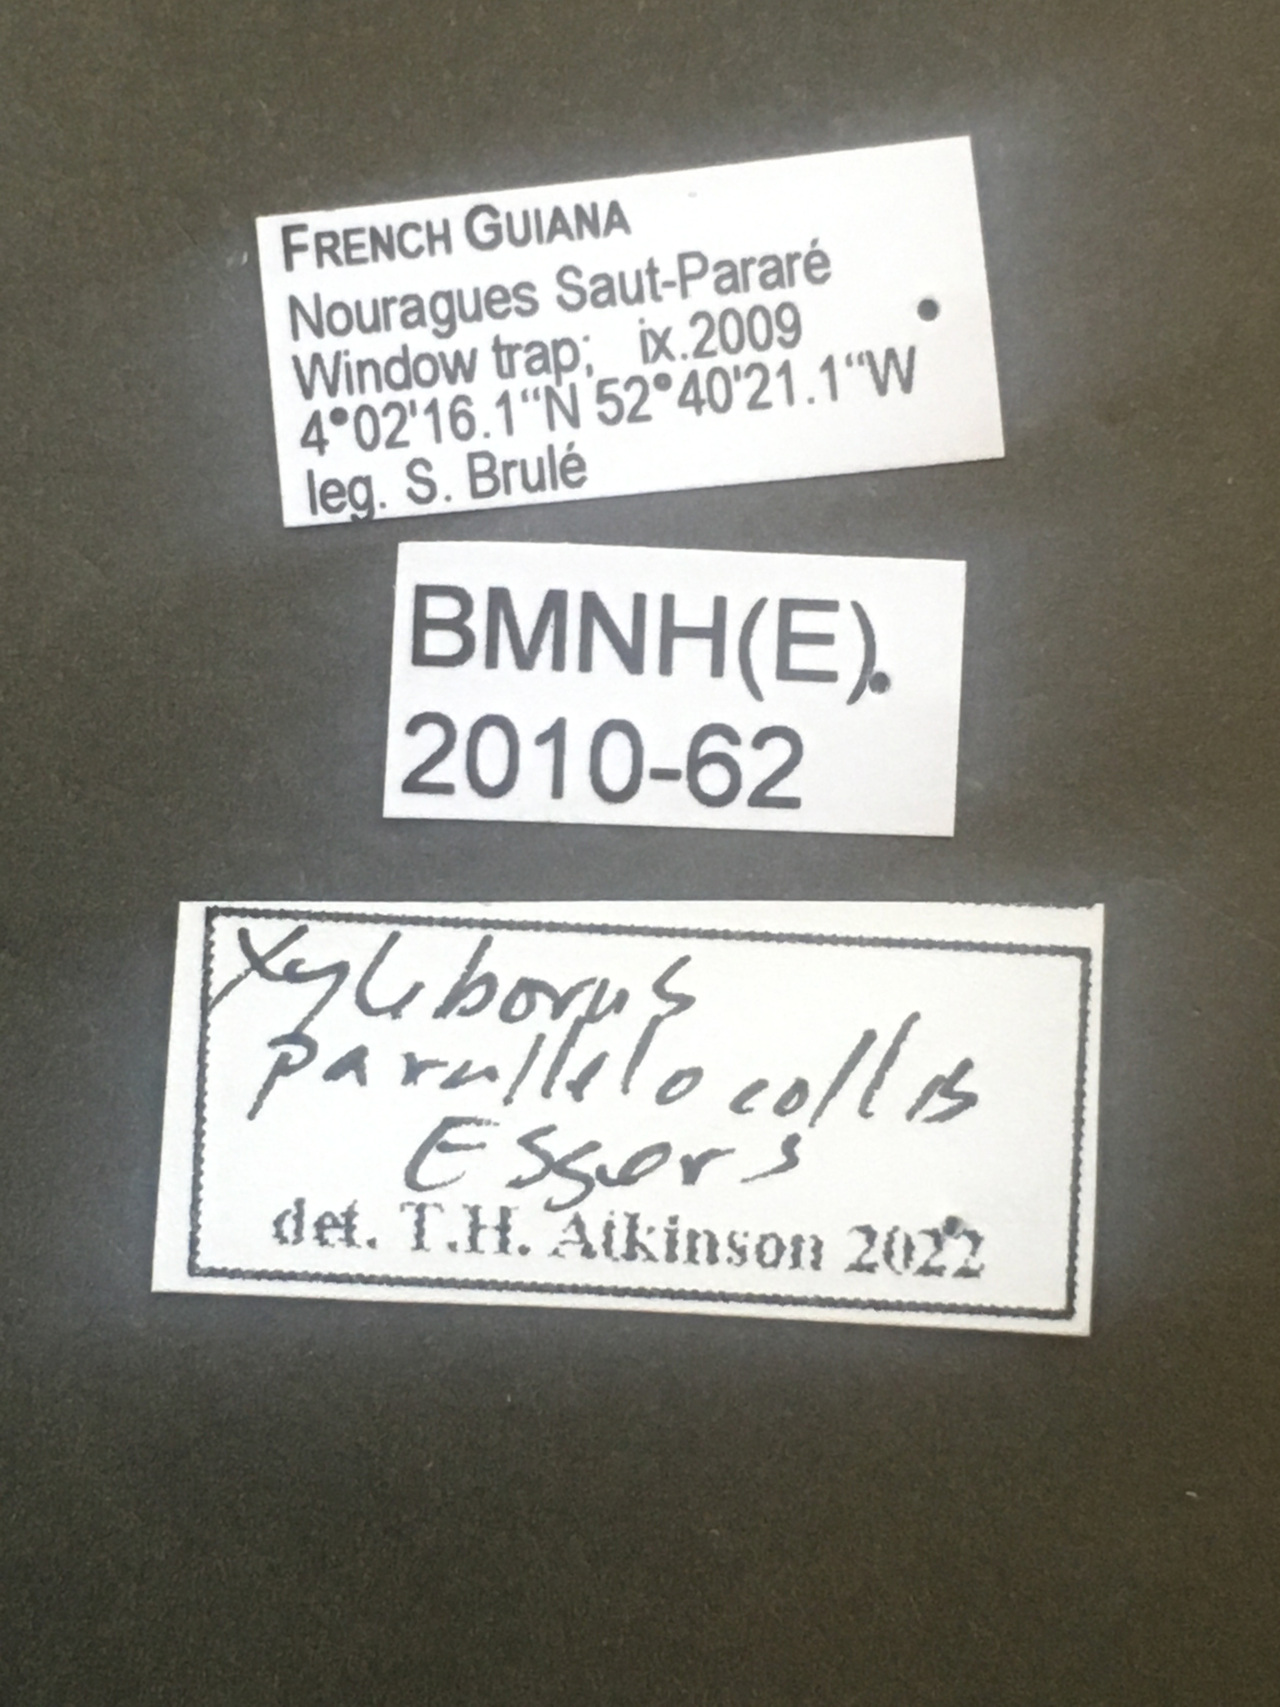 FRENCH GUIANA
Nouragues Saut-Pararé
Window trap; ix.2009
4°02'16.1“N 52°40'21.1“W
leg. S. Brulé
BMNH(E)
2010-62
Xyleborus
parallelocollis
Eggers
det. T.H. Atkinson 2022